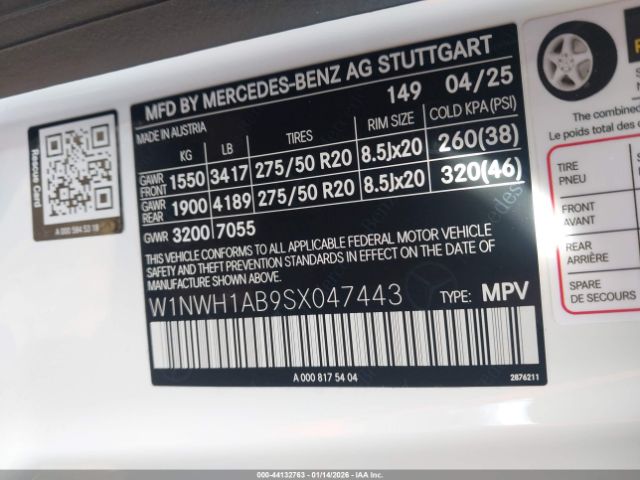 MFD BY MERCEDES-BENZ AG STUTTGART
149 04/25
MADE IN AUSTRIA
KG LB TIRES RIM SIZE COLD KPA (PSI)
GAWR FRONT 1550 3417 275/50 R20 8.5Jx20 260(38)
GAWR REAR 1900 4189 275/50 R20 8.5Jx20 320(46)
GVWR 3200 7055
THIS VEHICLE CONFORMS TO ALL APPLICABLE FEDERAL MOTOR VEHICLE
SAFETY AND THEFT PREVENTION STANDARDS IN EFFECT ON THE DATE
OF MANUFACTURE SHOWN ABOVE.
W1NWH1AB9SX047443 TYPE: MPV
A 000 817 54 04
2876211
Rescue Card
A 000 584 53 18
The combined
Le poids total des
TIRE
PNEU
FRONT
AVANT
REAR
ARRIÈRE
SPARE
DE SECOURS
000-44132763 - 01/14/2026 - IAAI, Inc.